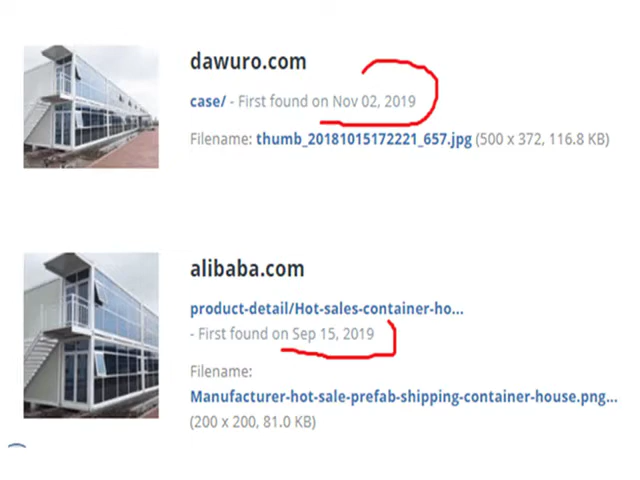 dawuro.com
case/ - First found on Nov 02, 2019
Filename: thumb_20181015172221_657.jpg (500 x 372, 116.8 KB)
alibaba.com
product-detail/Hot-sales-container-ho...
- First found on Sep 15, 2019
Filename:
Manufacturer-hot-sale-prefab-shipping-container-house.png...
(200 x 200, 81.0 KB)